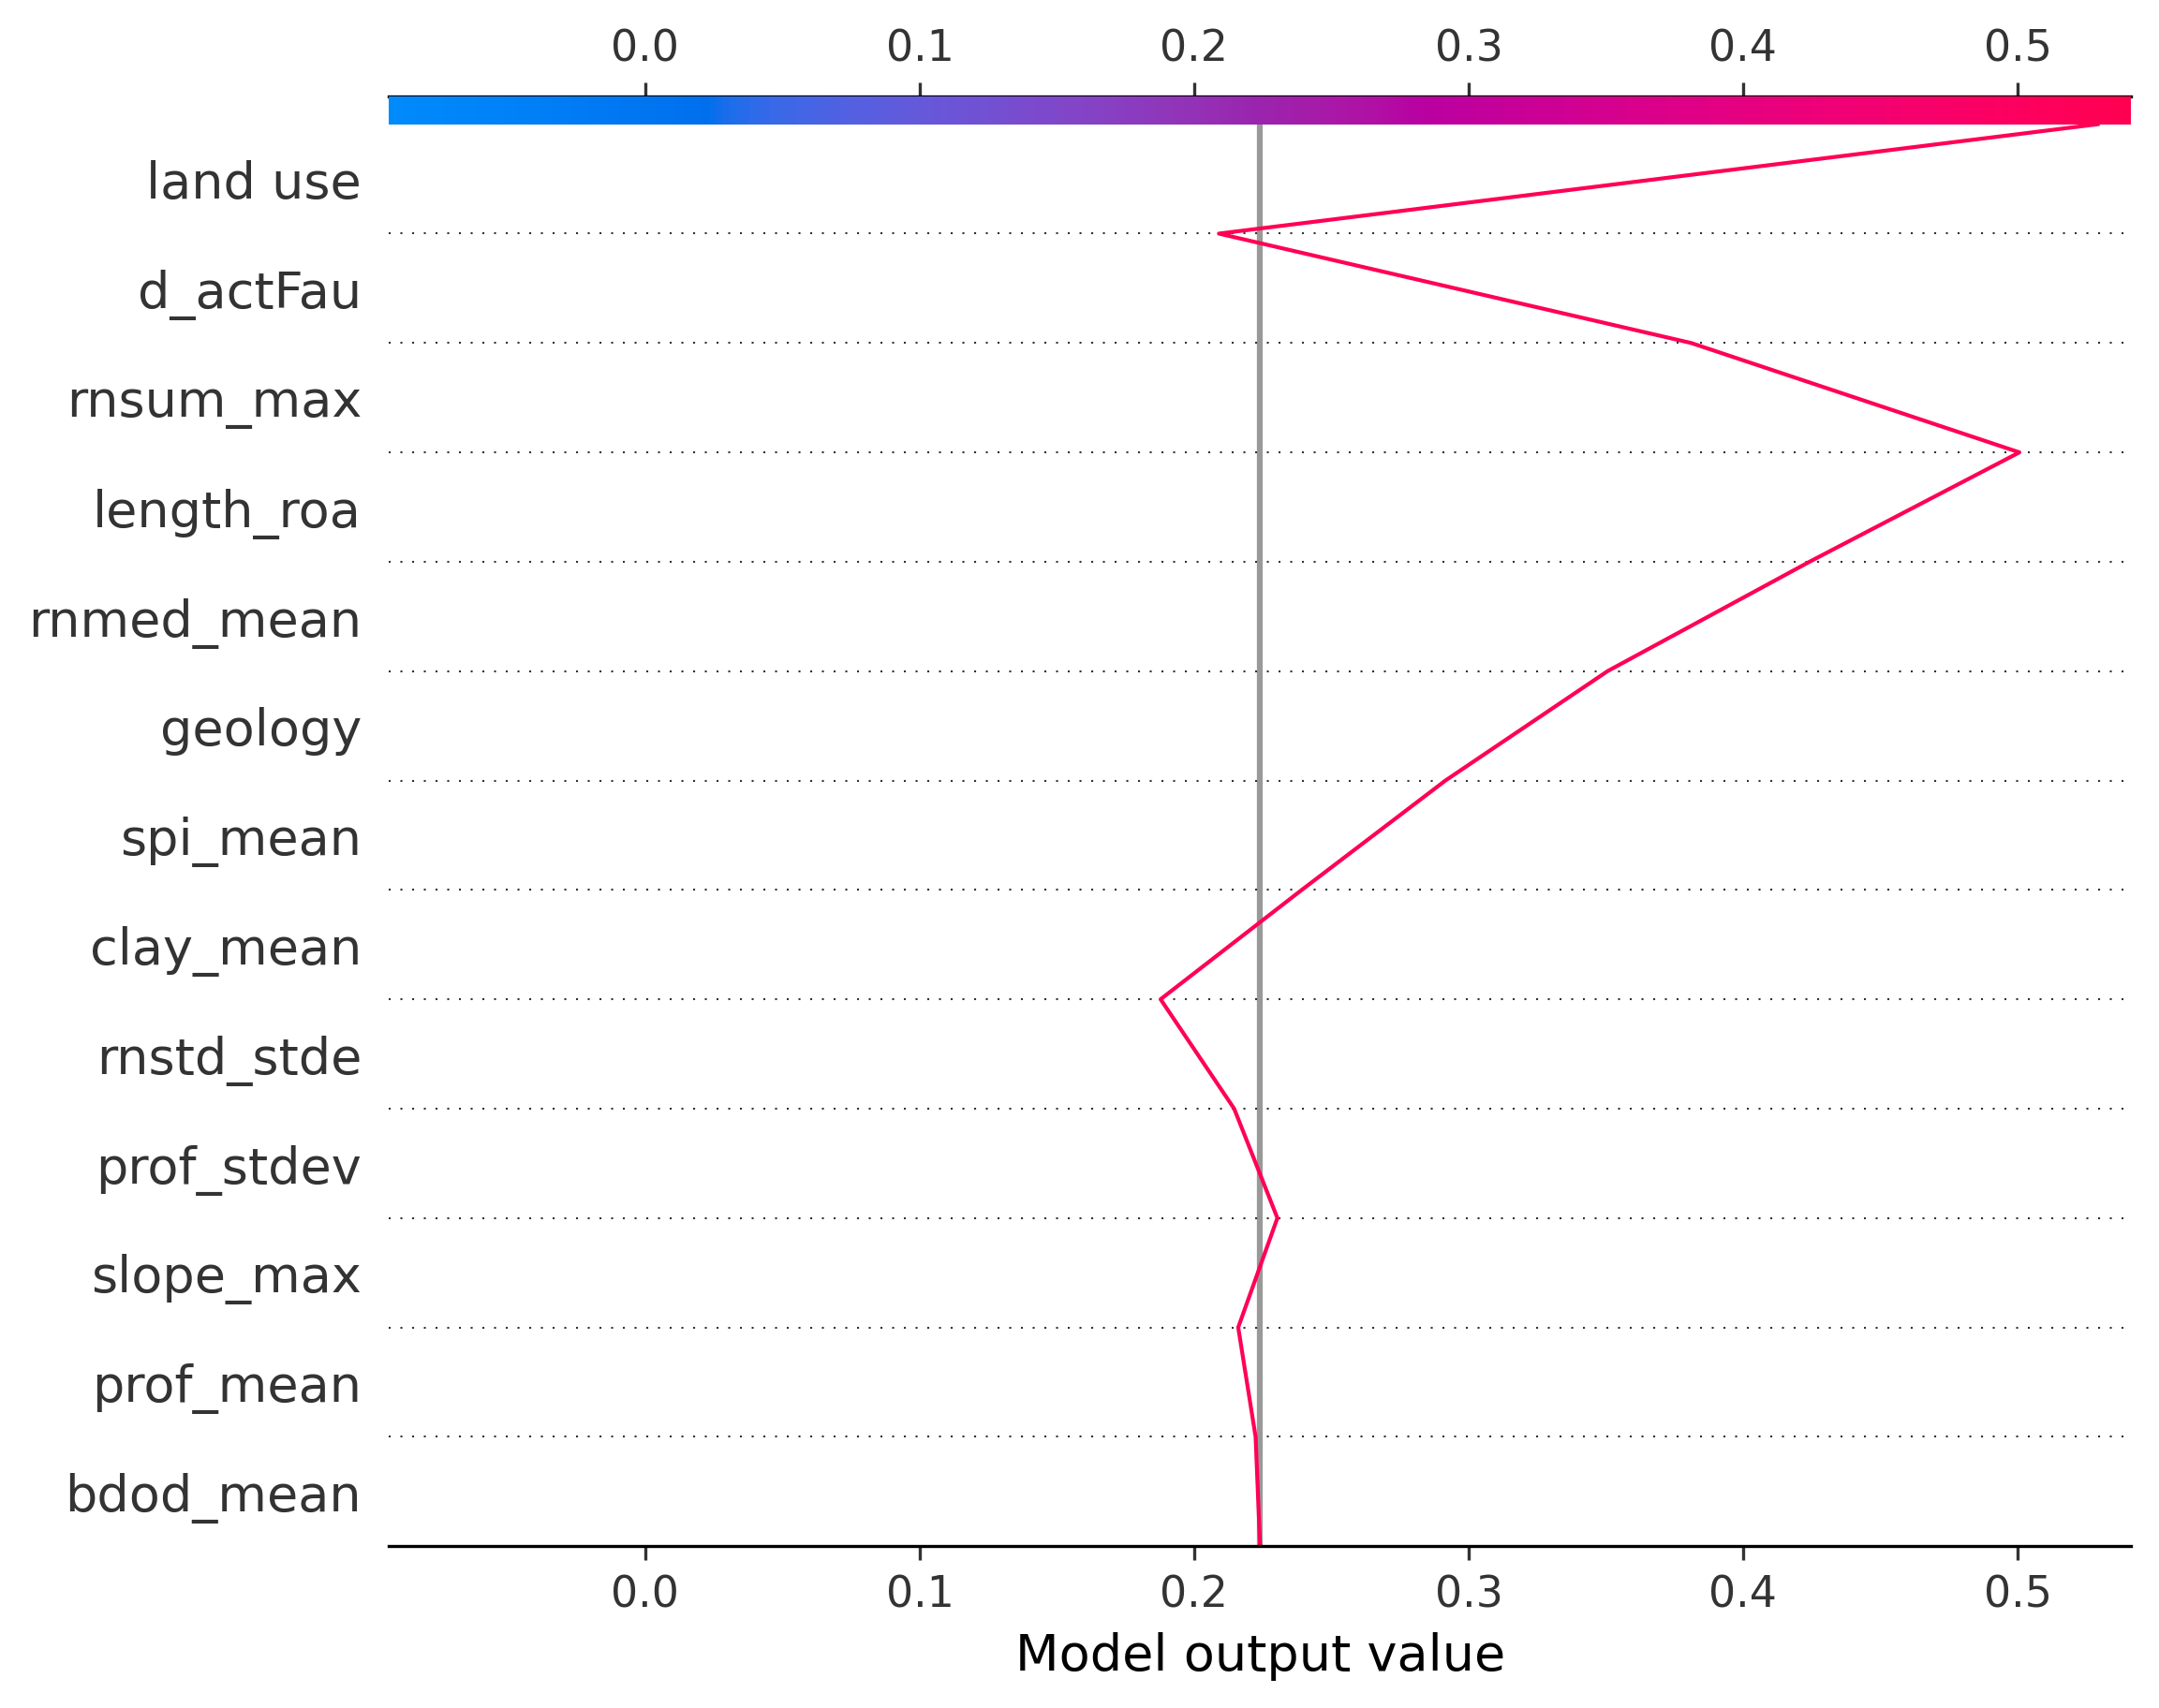 0.0 0.1 0.2 0.3 0.4 0.5
land use
d_actFau
rnsum_max
length_roa
rnmed_mean
geology
spi_mean
clay_mean
rnstd_stde
prof_stdev
slope_max
prof_mean
bdod_mean
0.0 0.1 0.2 0.3 0.4 0.5
Model output value